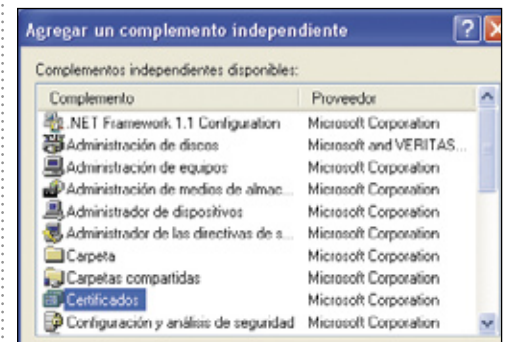 Agregar un complemento independiente
Complementos independientes disponibles:
Complemento Proveedor
.NET Framework 1.1 Configuration Microsoft Corporation
Administración de discos Microsoft and VERITAS...
Administración de equipos Microsoft Corporation
Administración de medios de almac... Microsoft Corporation
Administrador de dispositivos Microsoft Corporation
Administrador de las directivas de s... Microsoft Corporation
Carpeta Microsoft Corporation
Carpetas compartidas Microsoft Corporation
Certificados Microsoft Corporation
Configuración y análisis de seguridad Microsoft Corporation